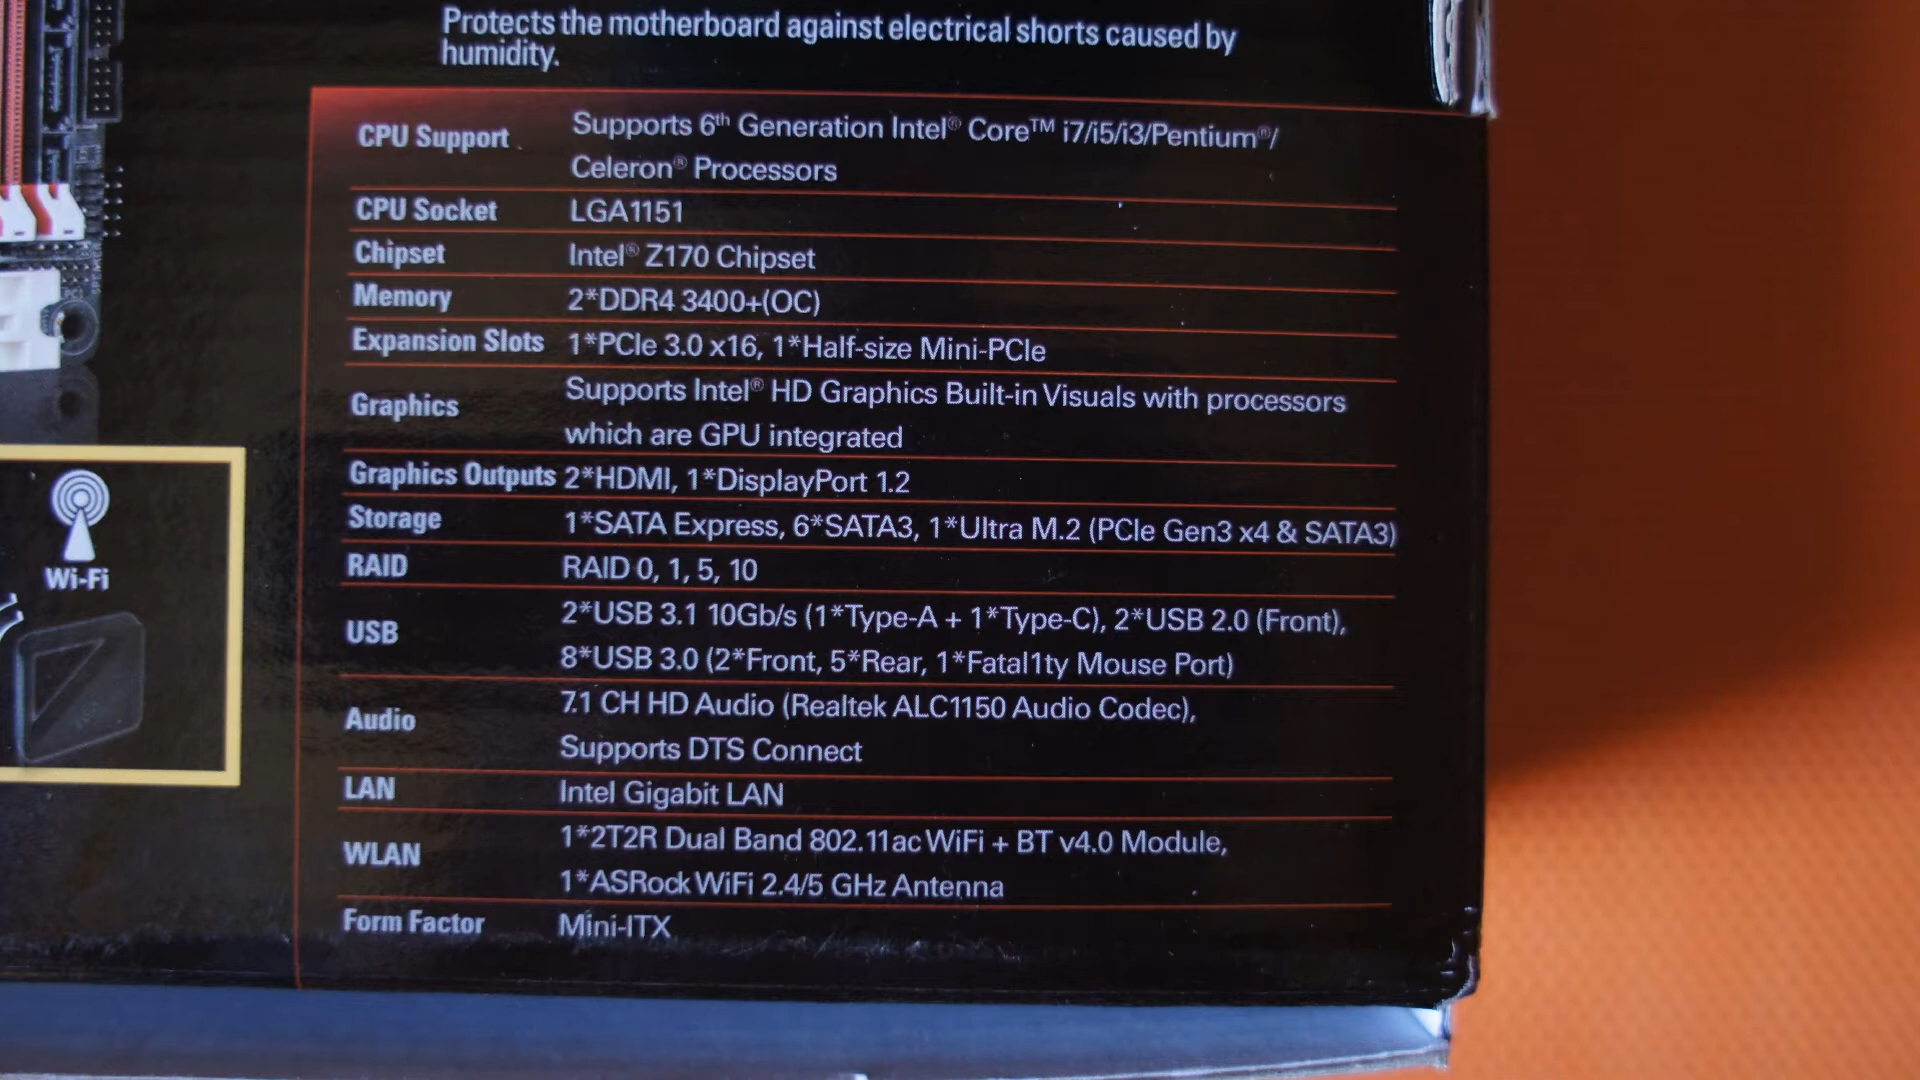 Protects the motherboard against electrical shorts caused by
humidity.
CPU Support Supports 6th Generation Intel® Core™ i7/i5/i3/Pentium®/
Celeron® Processors
CPU Socket LGA1151
Chipset Intel® Z170 Chipset
Memory 2*DDR4 3400+(OC)
Expansion Slots 1*PCIe 3.0 x16, 1*Half-size Mini-PCIe
Graphics Supports Intel® HD Graphics Built-in Visuals with processors
which are GPU integrated
Graphics Outputs 2*HDMI, 1*DisplayPort 1.2
Storage 1*SATA Express, 6*SATA3, 1*Ultra M.2 (PCIe Gen3 x4 & SATA3)
RAID RAID 0, 1, 5, 10
USB 2*USB 3.1 10Gb/s (1*Type-A + 1*Type-C), 2*USB 2.0 (Front),
8*USB 3.0 (2*Front, 5*Rear, 1*Fatal1ty Mouse Port)
Audio 7.1 CH HD Audio (Realtek ALC1150 Audio Codec),
Supports DTS Connect
LAN Intel Gigabit LAN
WLAN 1*2T2R Dual Band 802.11ac WiFi + BT v4.0 Module,
1*ASRock WiFi 2.4/5 GHz Antenna
Form Factor Mini-ITX
Wi-Fi